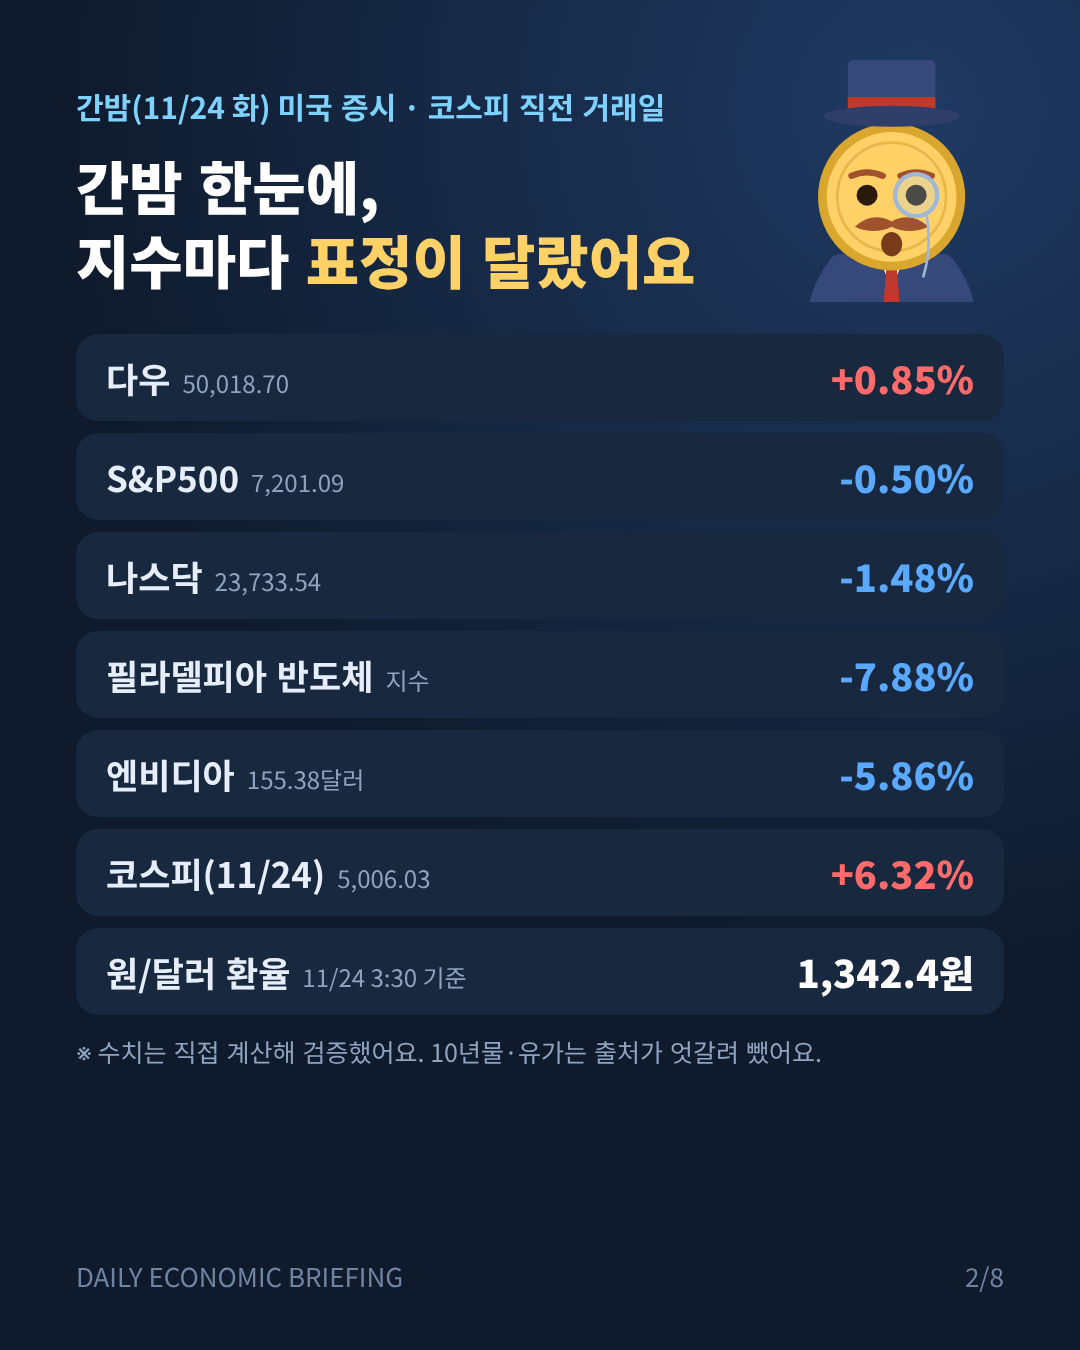 간밤(11/24 화) 미국 증시 · 코스피 직전 거래일
간밤 한눈에,
지수마다 표정이 달랐어요
다우 50,018.70 +0.85%
S&P500 7,201.09 -0.50%
나스닥 23,733.54 -1.48%
필라델피아 반도체 지수 -7.88%
엔비디아 155.38달러 -5.86%
코스피(11/24) 5,006.03 +6.32%
원/달러 환율 11/24 3:30 기준 1,342.4원
※ 수치는 직접 계산해 검증했어요. 10년물·유가는 출처가 엇갈려 뺐어요.
DAILY ECONOMIC BRIEFING 2/8